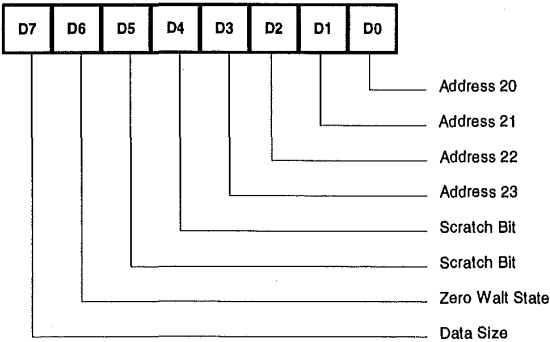 D7 D6 D5 D4 D3 D2 D1 D0
Address 20
Address 21
Address 22
Address 23
Scratch Bit
Scratch Bit
Zero Walt State
Data Size